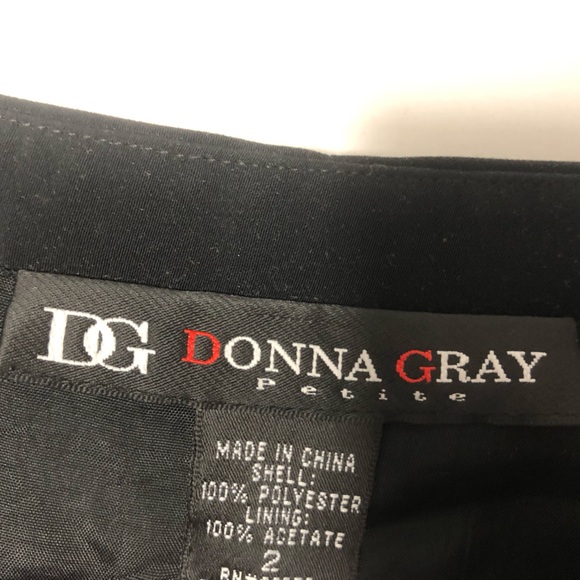 DG DONNA GRAY
Petite
MADE IN CHINA
SHELL:
100% POLYESTER
LINING:
100% ACETATE
2